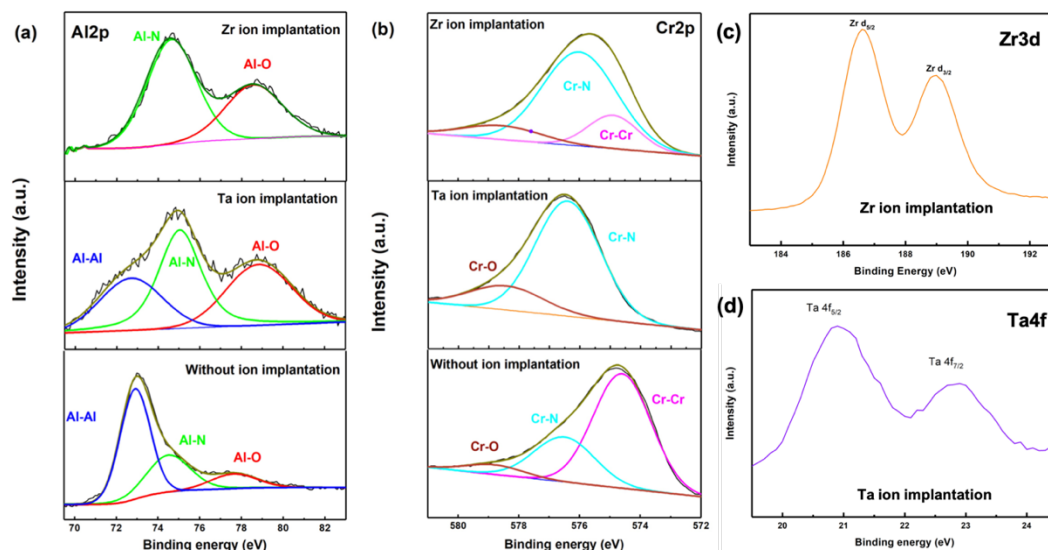 (a)
Al2p
Zr ion implantation
Al-N
Al-O
Ta ion implantation
Al-Al
Al-N
Al-O
Without ion implantation
Al-Al
Al-N
Al-O
Intensity (a.u.)
70 72 74 76 78 80 82
Binding energy (eV)
(b)
Zr ion implantation
Cr2p
Cr-N
Cr-Cr
Ta ion implantation
Cr-N
Cr-O
Without ion implantation
Cr-Cr
Cr-N
Cr-O
Intensity (a.u.)
580 578 576 574 572
Binding energy (eV)
(c)
Zr3d
Zr d5/2
Zr d3/2
Zr ion implantation
Intensity (a.u.)
184 186 188 190 192
Binding Energy (eV)
(d)
Ta4f
Ta 4f5/2
Ta 4f7/2
Ta ion implantation
Intensity (a.u.)
20 21 22 23 24
Binding energy (eV)